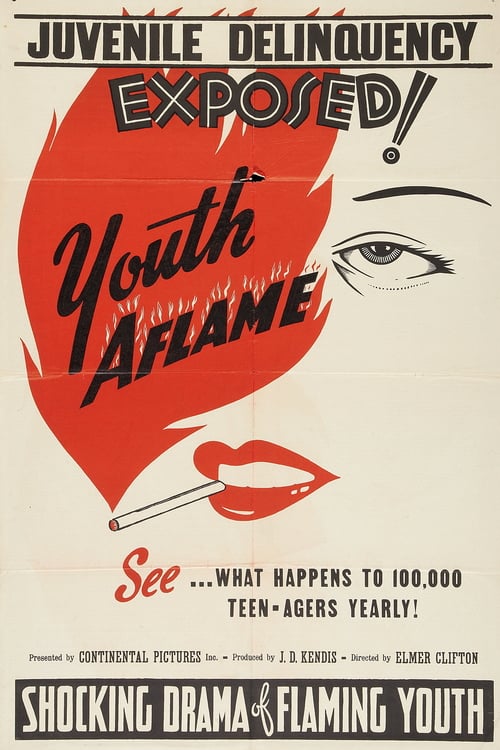 JUVENILE DELINQUENCY
EXPOSED!
Youth
AFLAME
See ...WHAT HAPPENS TO 100,000
TEEN-AGERS YEARLY!
Presented by CONTINENTAL PICTURES Inc. - Produced by J. D. KENDIS - Directed by ELMER CLIFTON
SHOCKING DRAMA of FLAMING YOUTH